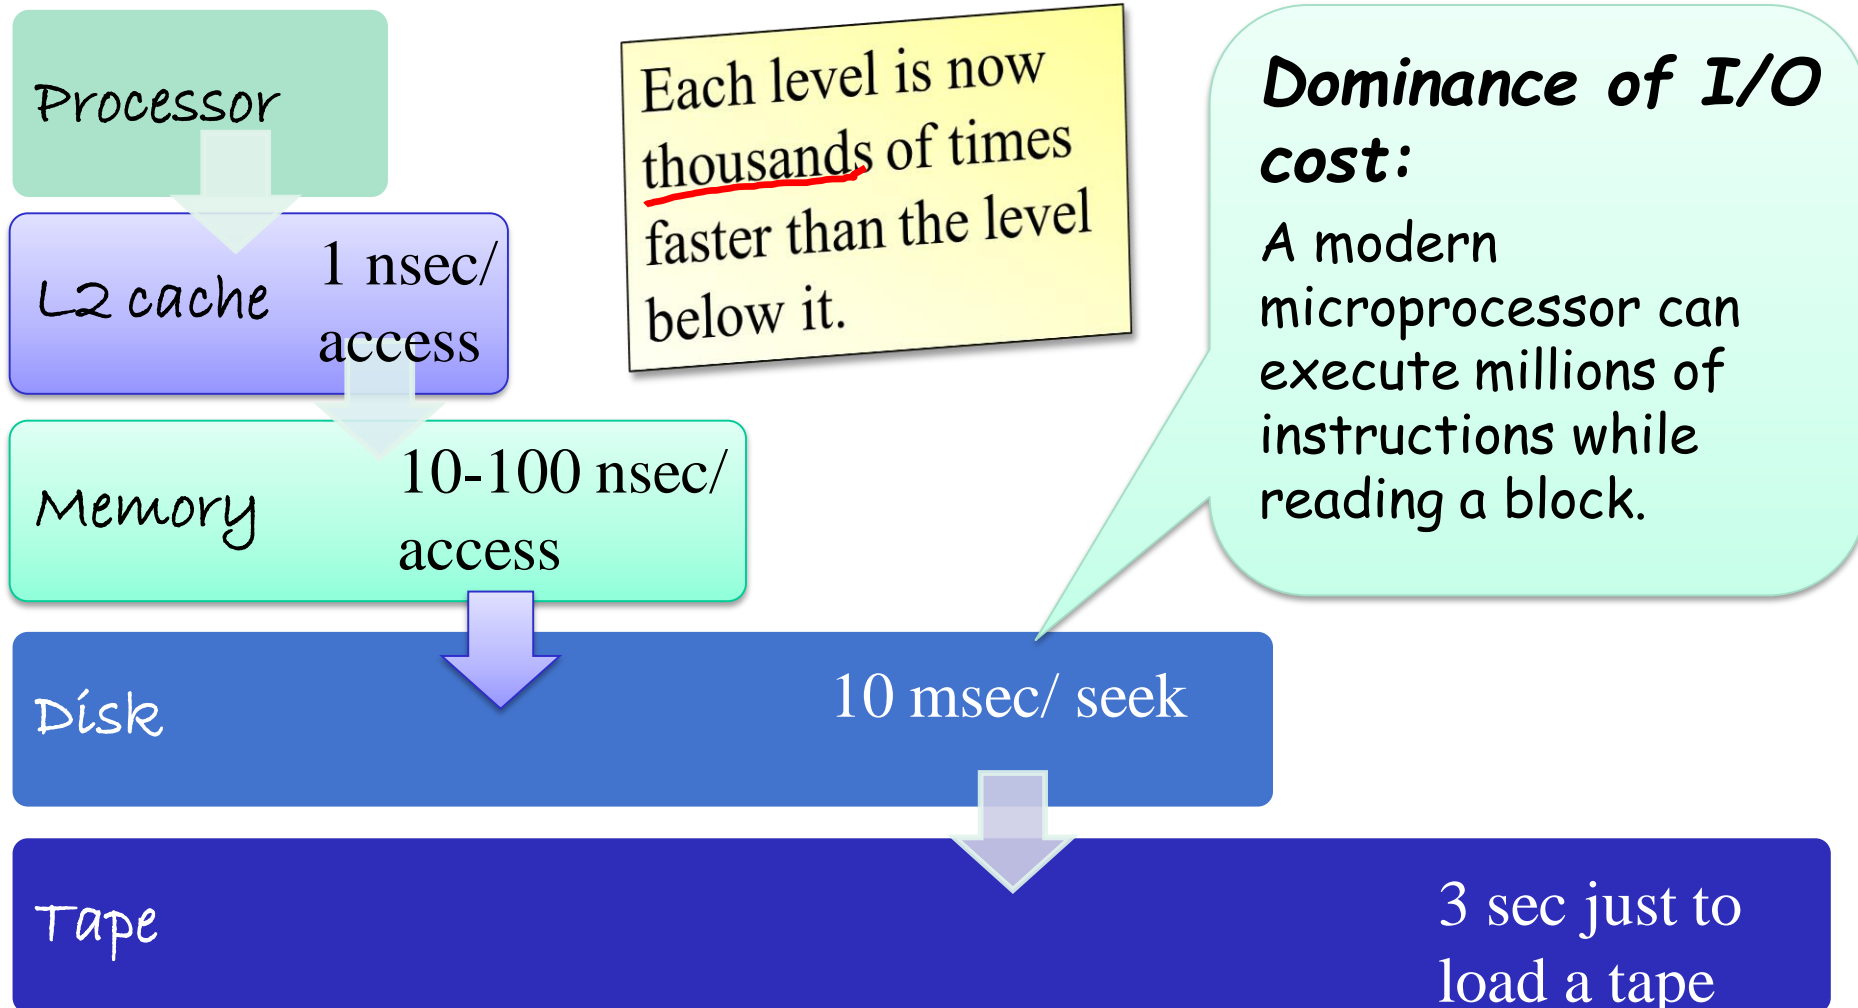 Processor
L2 cache
1 nsec/
access
Memory
10-100 nsec/
access
Disk
10 msec/ seek
Tape
3 sec just to
load a tape
Each level is now
thousands of times
faster than the level
below it.
Dominance of I/O
cost:
A modern
microprocessor can
execute millions of
instructions while
reading a block.